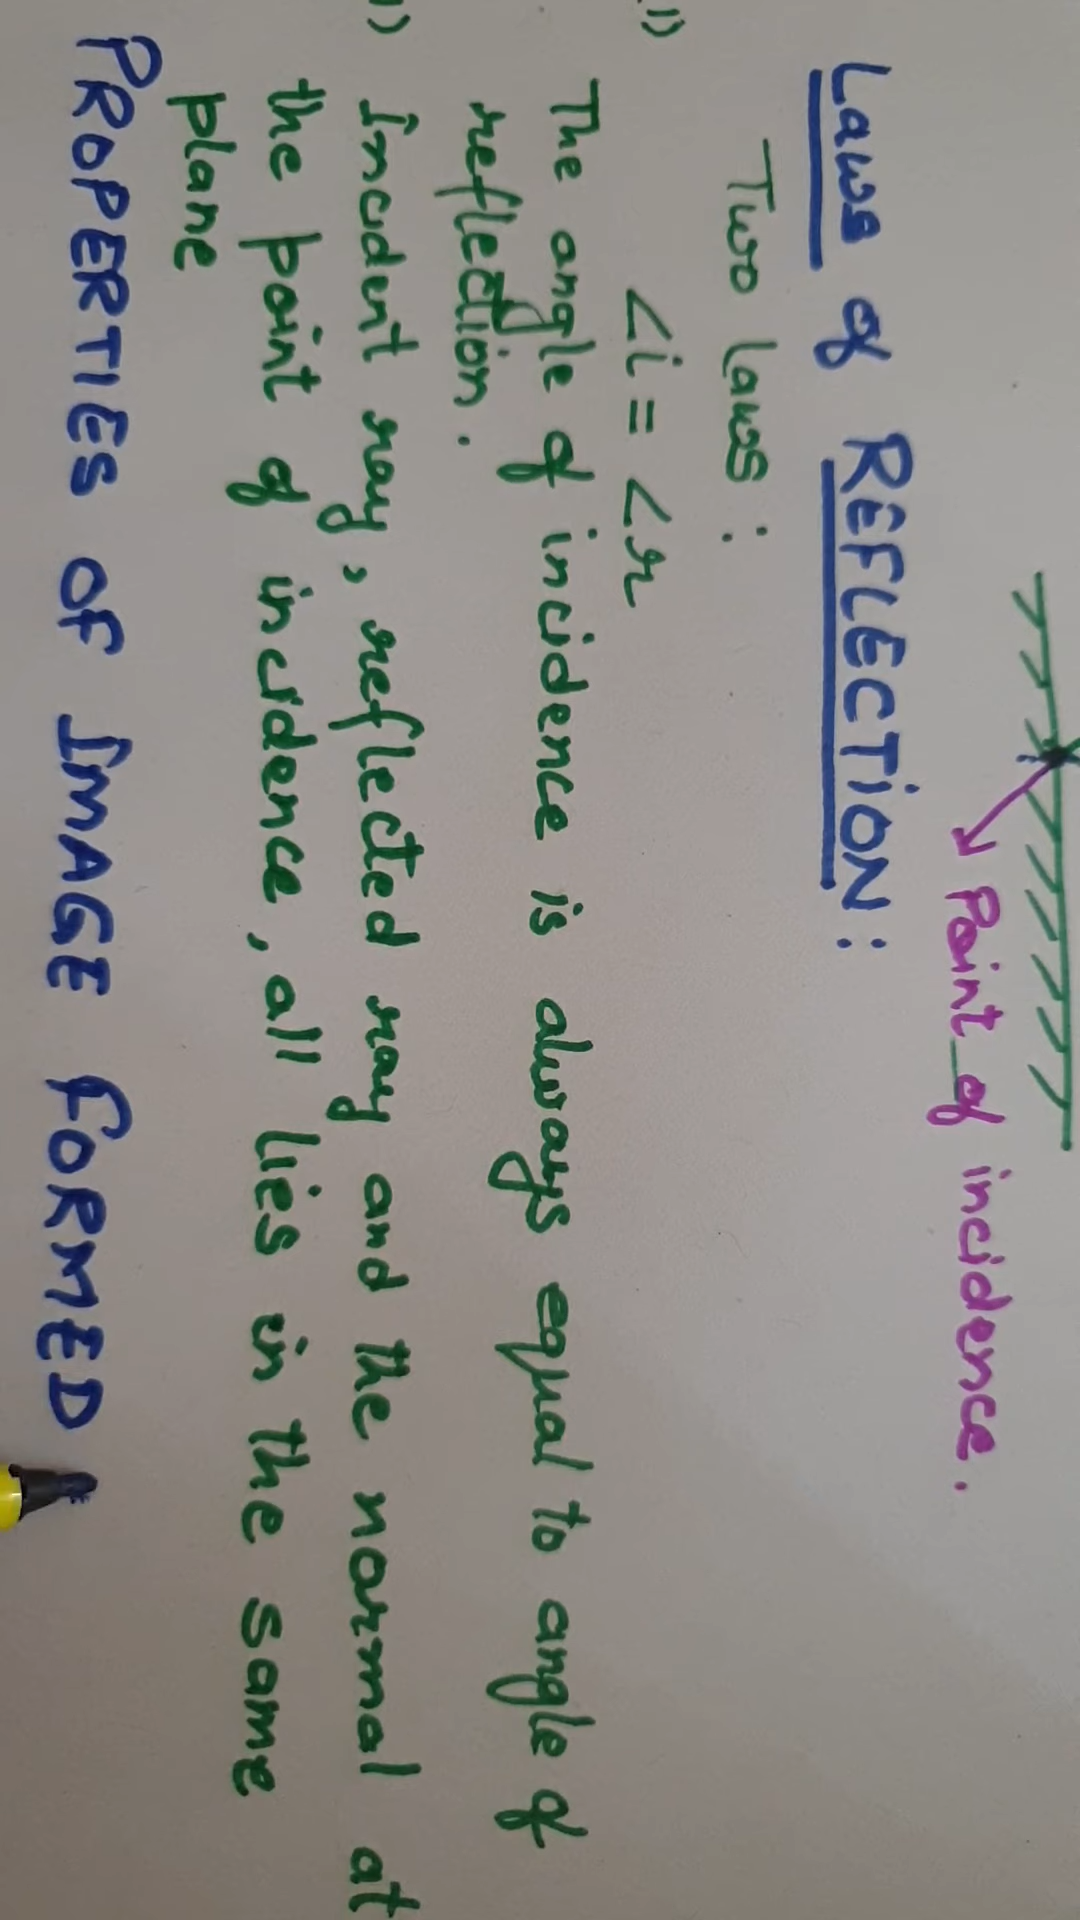 Point of incidence.
Laws of REFLECTION:
Two laws:
1)
∠i = ∠r
The angle of incidence is always equal to angle of
reflection.
Incident ray, reflected ray and the normal at
the point of incidence, all lies in the same
plane
PROPERTIES OF IMAGE FORMED